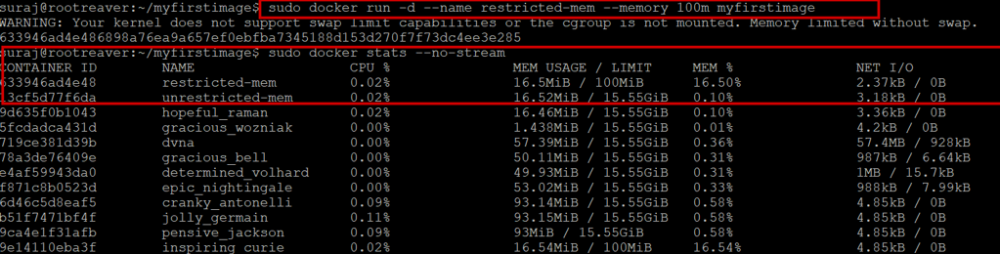 suraj@rootreaver:~/myfirstimage$ sudo docker run -d --name restricted-mem --memory 100m myfirstimage
WARNING: Your kernel does not support swap limit capabilities or the cgroup is not mounted. Memory limited without swap.
633946ad4e486898a76ea9a657ef0ebfba7345188d153d270f7f73dc4ee3e285
suraj@rootreaver:~/myfirstimage$ sudo docker stats --no-stream
CONTAINER ID NAME CPU % MEM USAGE / LIMIT MEM % NET I/O
633946ad4e48 restricted-mem 0.02% 16.5MiB / 100MiB 16.50% 2.37kB / 0B
13cf5d77f6da unrestricted-mem 0.02% 16.52MiB / 15.55GiB 0.10% 3.18kB / 0B
9d635f0b1043 hopeful_raman 0.02% 16.46MiB / 15.55GiB 0.10% 3.36kB / 0B
5fcdadca431d gracious_wozniak 0.00% 1.438MiB / 15.55GiB 0.01% 4.2kB / 0B
719ce381d39b dvna 0.00% 57.39MiB / 15.55GiB 0.36% 57.4MB / 928kB
78a3de76409e gracious_bell 0.00% 50.11MiB / 15.55GiB 0.31% 987kB / 6.64kB
e4af59943da0 determined_volhard 0.00% 49.93MiB / 15.55GiB 0.31% 1MB / 15.7kB
f871c8b0523d epic_nightingale 0.00% 53.02MiB / 15.55GiB 0.33% 988kB / 7.99kB
6d46c5d8eaf5 cranky_antonelli 0.09% 93.14MiB / 15.55GiB 0.58% 4.85kB / 0B
b51f7471bf4f jolly_germain 0.11% 93.15MiB / 15.55GiB 0.58% 4.85kB / 0B
9ca4e1f31afb pensive_jackson 0.09% 93MiB / 15.55GiB 0.58% 4.85kB / 0B
9e14110eba3f inspiring_curie 0.02% 16.54MiB / 100MiB 16.54% 4.85kB / 0B